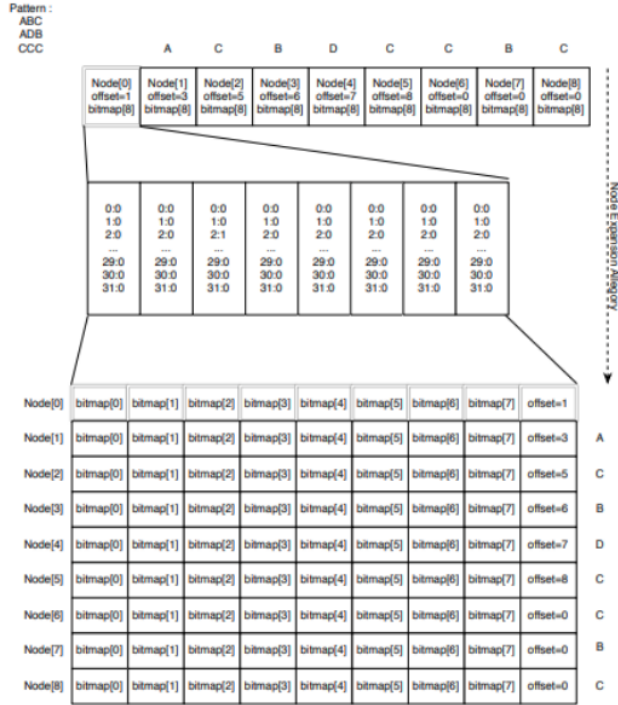 Pattern :
ABC
ADB
CCC
A C B D C C B C
Node[0] Node[1] Node[2] Node[3] Node[4] Node[5] Node[6] Node[7] Node[8]
offset=1 offset=3 offset=5 offset=6 offset=7 offset=8 offset=0 offset=0 offset=0
bitmap[8] bitmap[8] bitmap[8] bitmap[8] bitmap[8] bitmap[8] bitmap[8] bitmap[8] bitmap[8]
0:0 0:0 0:0 0:0 0:0 0:0 0:0 0:0
1:0 1:0 1:0 1:0 1:0 1:0 1:0 1:0
2:0 2:0 2:1 2:0 2:0 2:0 2:0 2:0
... ... ... ... ... ... ... ...
29:0 29:0 29:0 29:0 29:0 29:0 29:0 29:0
30:0 30:0 30:0 30:0 30:0 30:0 30:0 30:0
31:0 31:0 31:0 31:0 31:0 31:0 31:0 31:0
Node Expansion Allegory
Node[0] bitmap[0] bitmap[1] bitmap[2] bitmap[3] bitmap[4] bitmap[5] bitmap[6] bitmap[7] offset=1
Node[1] bitmap[0] bitmap[1] bitmap[2] bitmap[3] bitmap[4] bitmap[5] bitmap[6] bitmap[7] offset=3 A
Node[2] bitmap[0] bitmap[1] bitmap[2] bitmap[3] bitmap[4] bitmap[5] bitmap[6] bitmap[7] offset=5 C
Node[3] bitmap[0] bitmap[1] bitmap[2] bitmap[3] bitmap[4] bitmap[5] bitmap[6] bitmap[7] offset=6 B
Node[4] bitmap[0] bitmap[1] bitmap[2] bitmap[3] bitmap[4] bitmap[5] bitmap[6] bitmap[7] offset=7 D
Node[5] bitmap[0] bitmap[1] bitmap[2] bitmap[3] bitmap[4] bitmap[5] bitmap[6] bitmap[7] offset=8 C
Node[6] bitmap[0] bitmap[1] bitmap[2] bitmap[3] bitmap[4] bitmap[5] bitmap[6] bitmap[7] offset=0 C
Node[7] bitmap[0] bitmap[1] bitmap[2] bitmap[3] bitmap[4] bitmap[5] bitmap[6] bitmap[7] offset=0 B
Node[8] bitmap[0] bitmap[1] bitmap[2] bitmap[3] bitmap[4] bitmap[5] bitmap[6] bitmap[7] offset=0 C